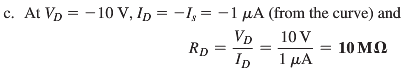 c. At V_D = −10 V, I_D = −I_s = −1 μA (from the curve) and
R_D = V_D / I_D = 10 V / 1 μA = 10 MΩ